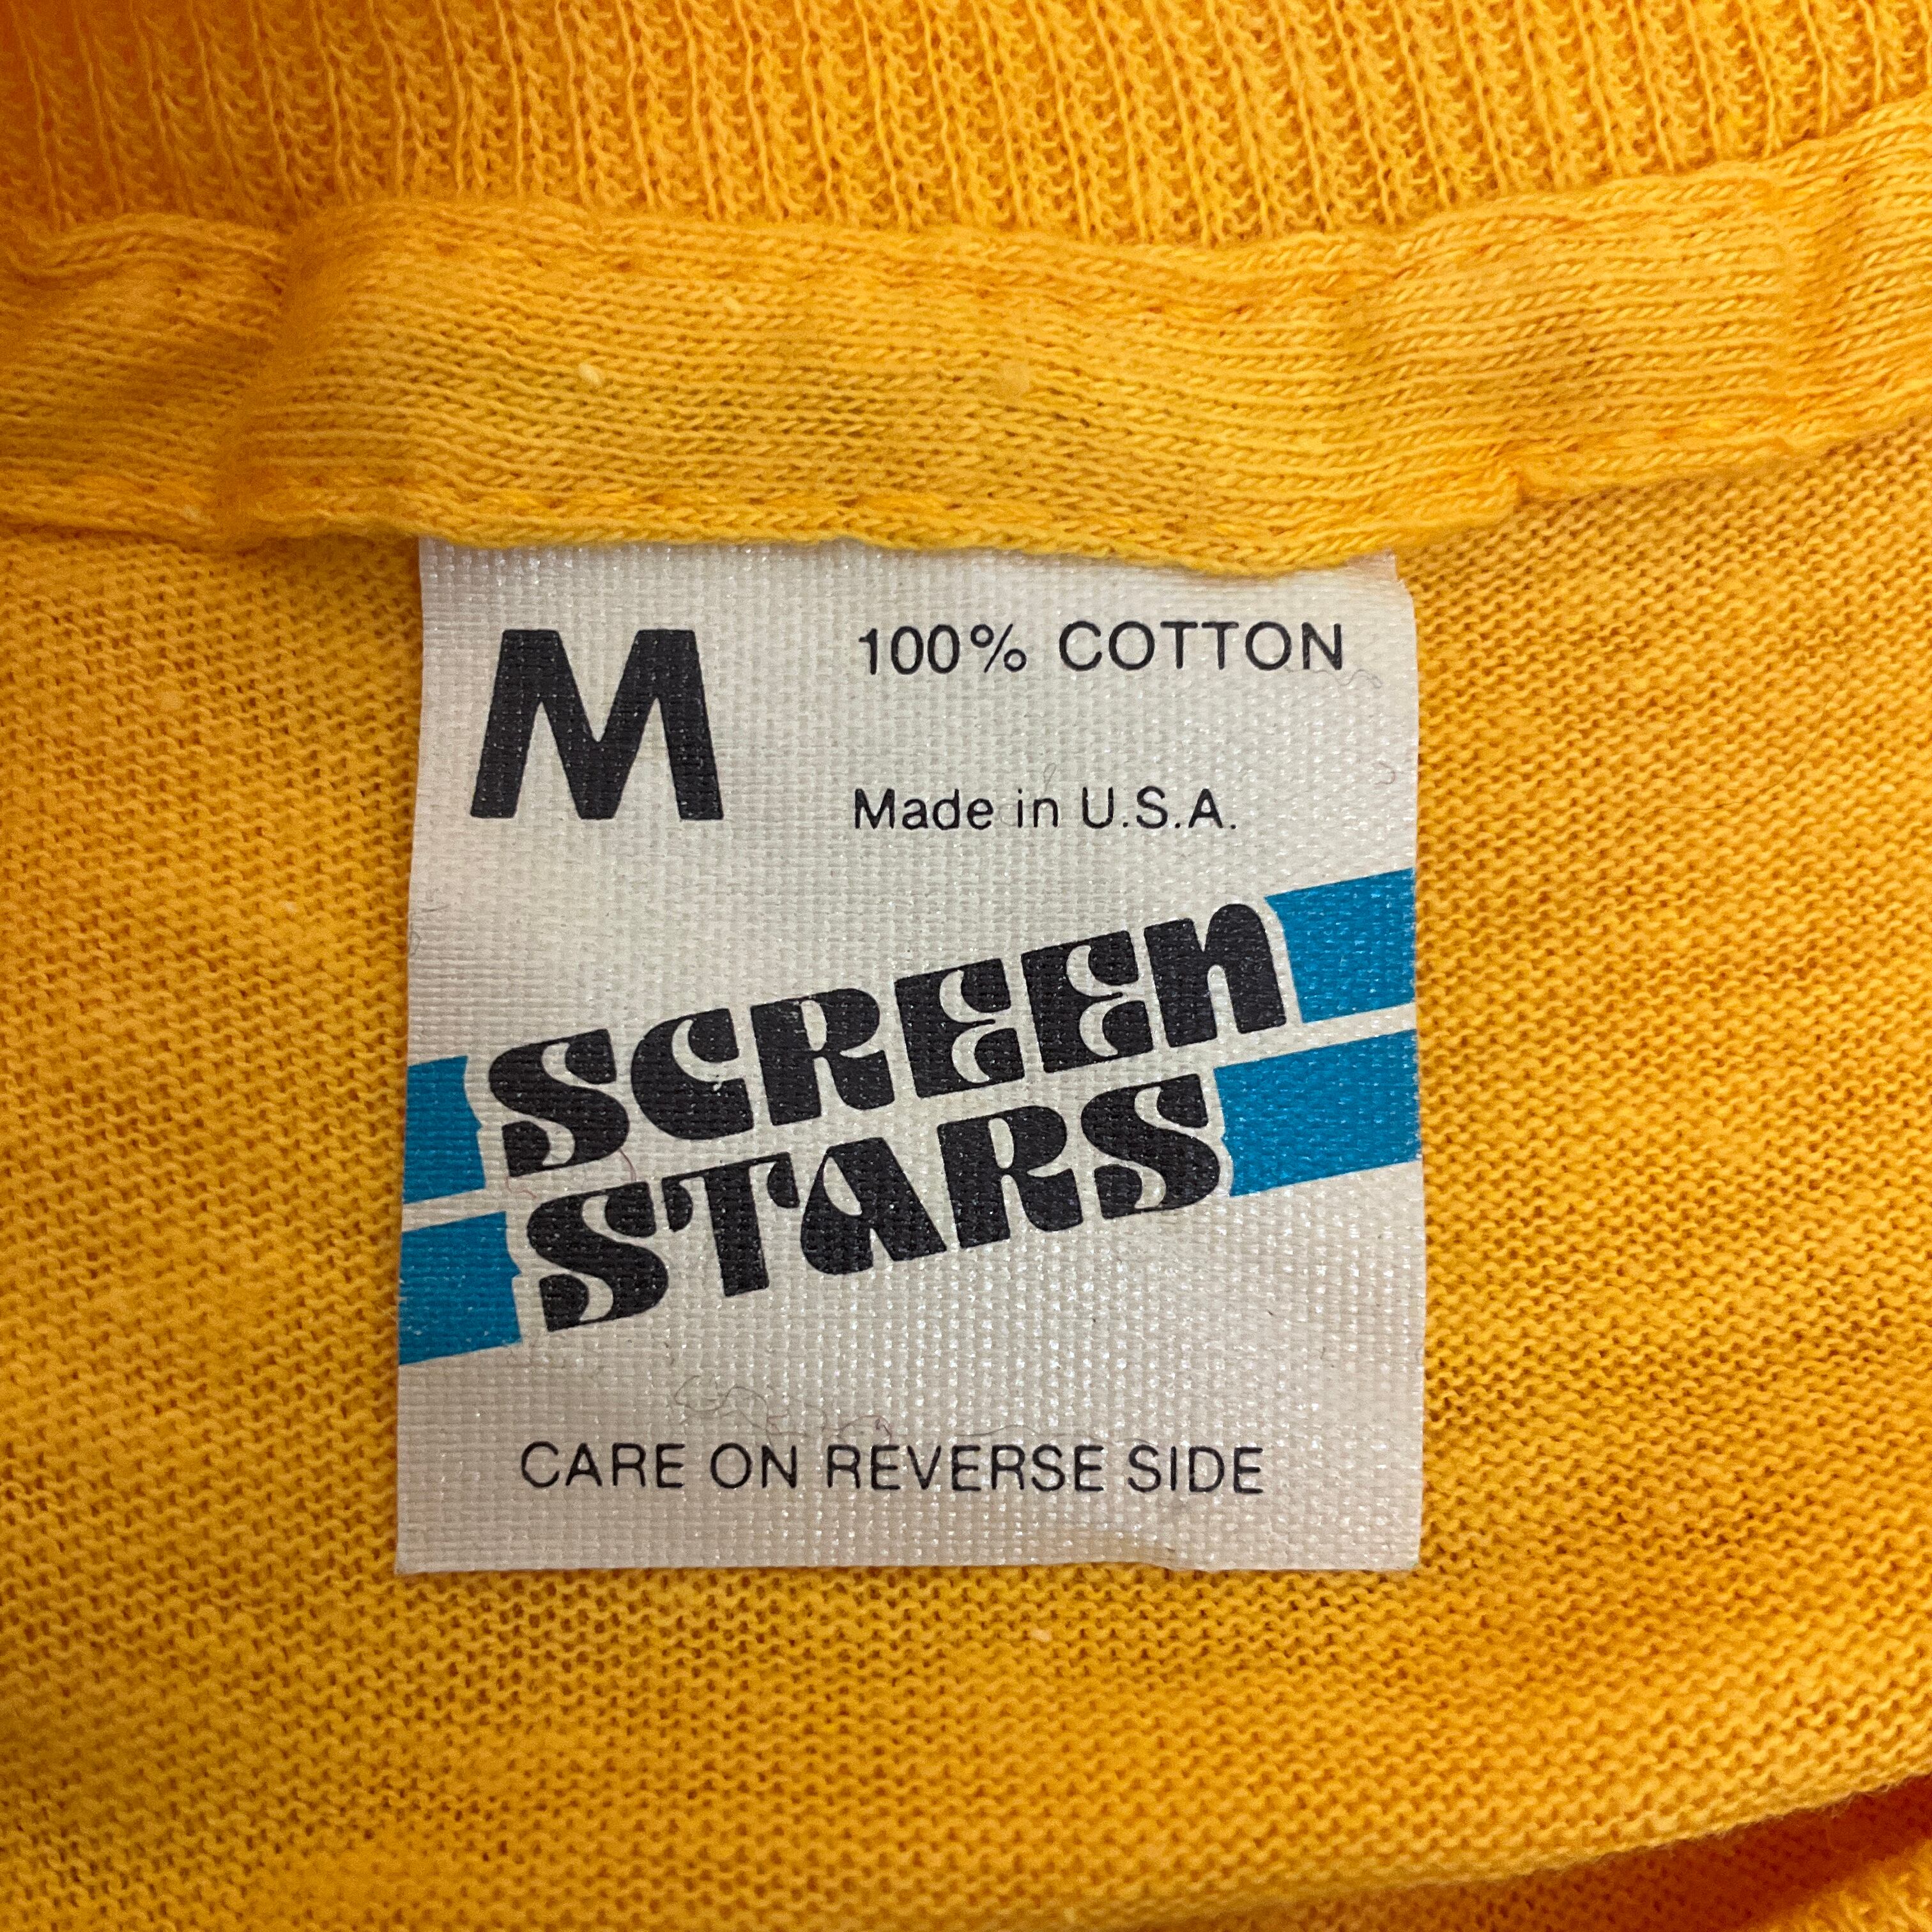 M
100% COTTON
Made in U.S.A.
SCREEN
STARS
CARE ON REVERSE SIDE